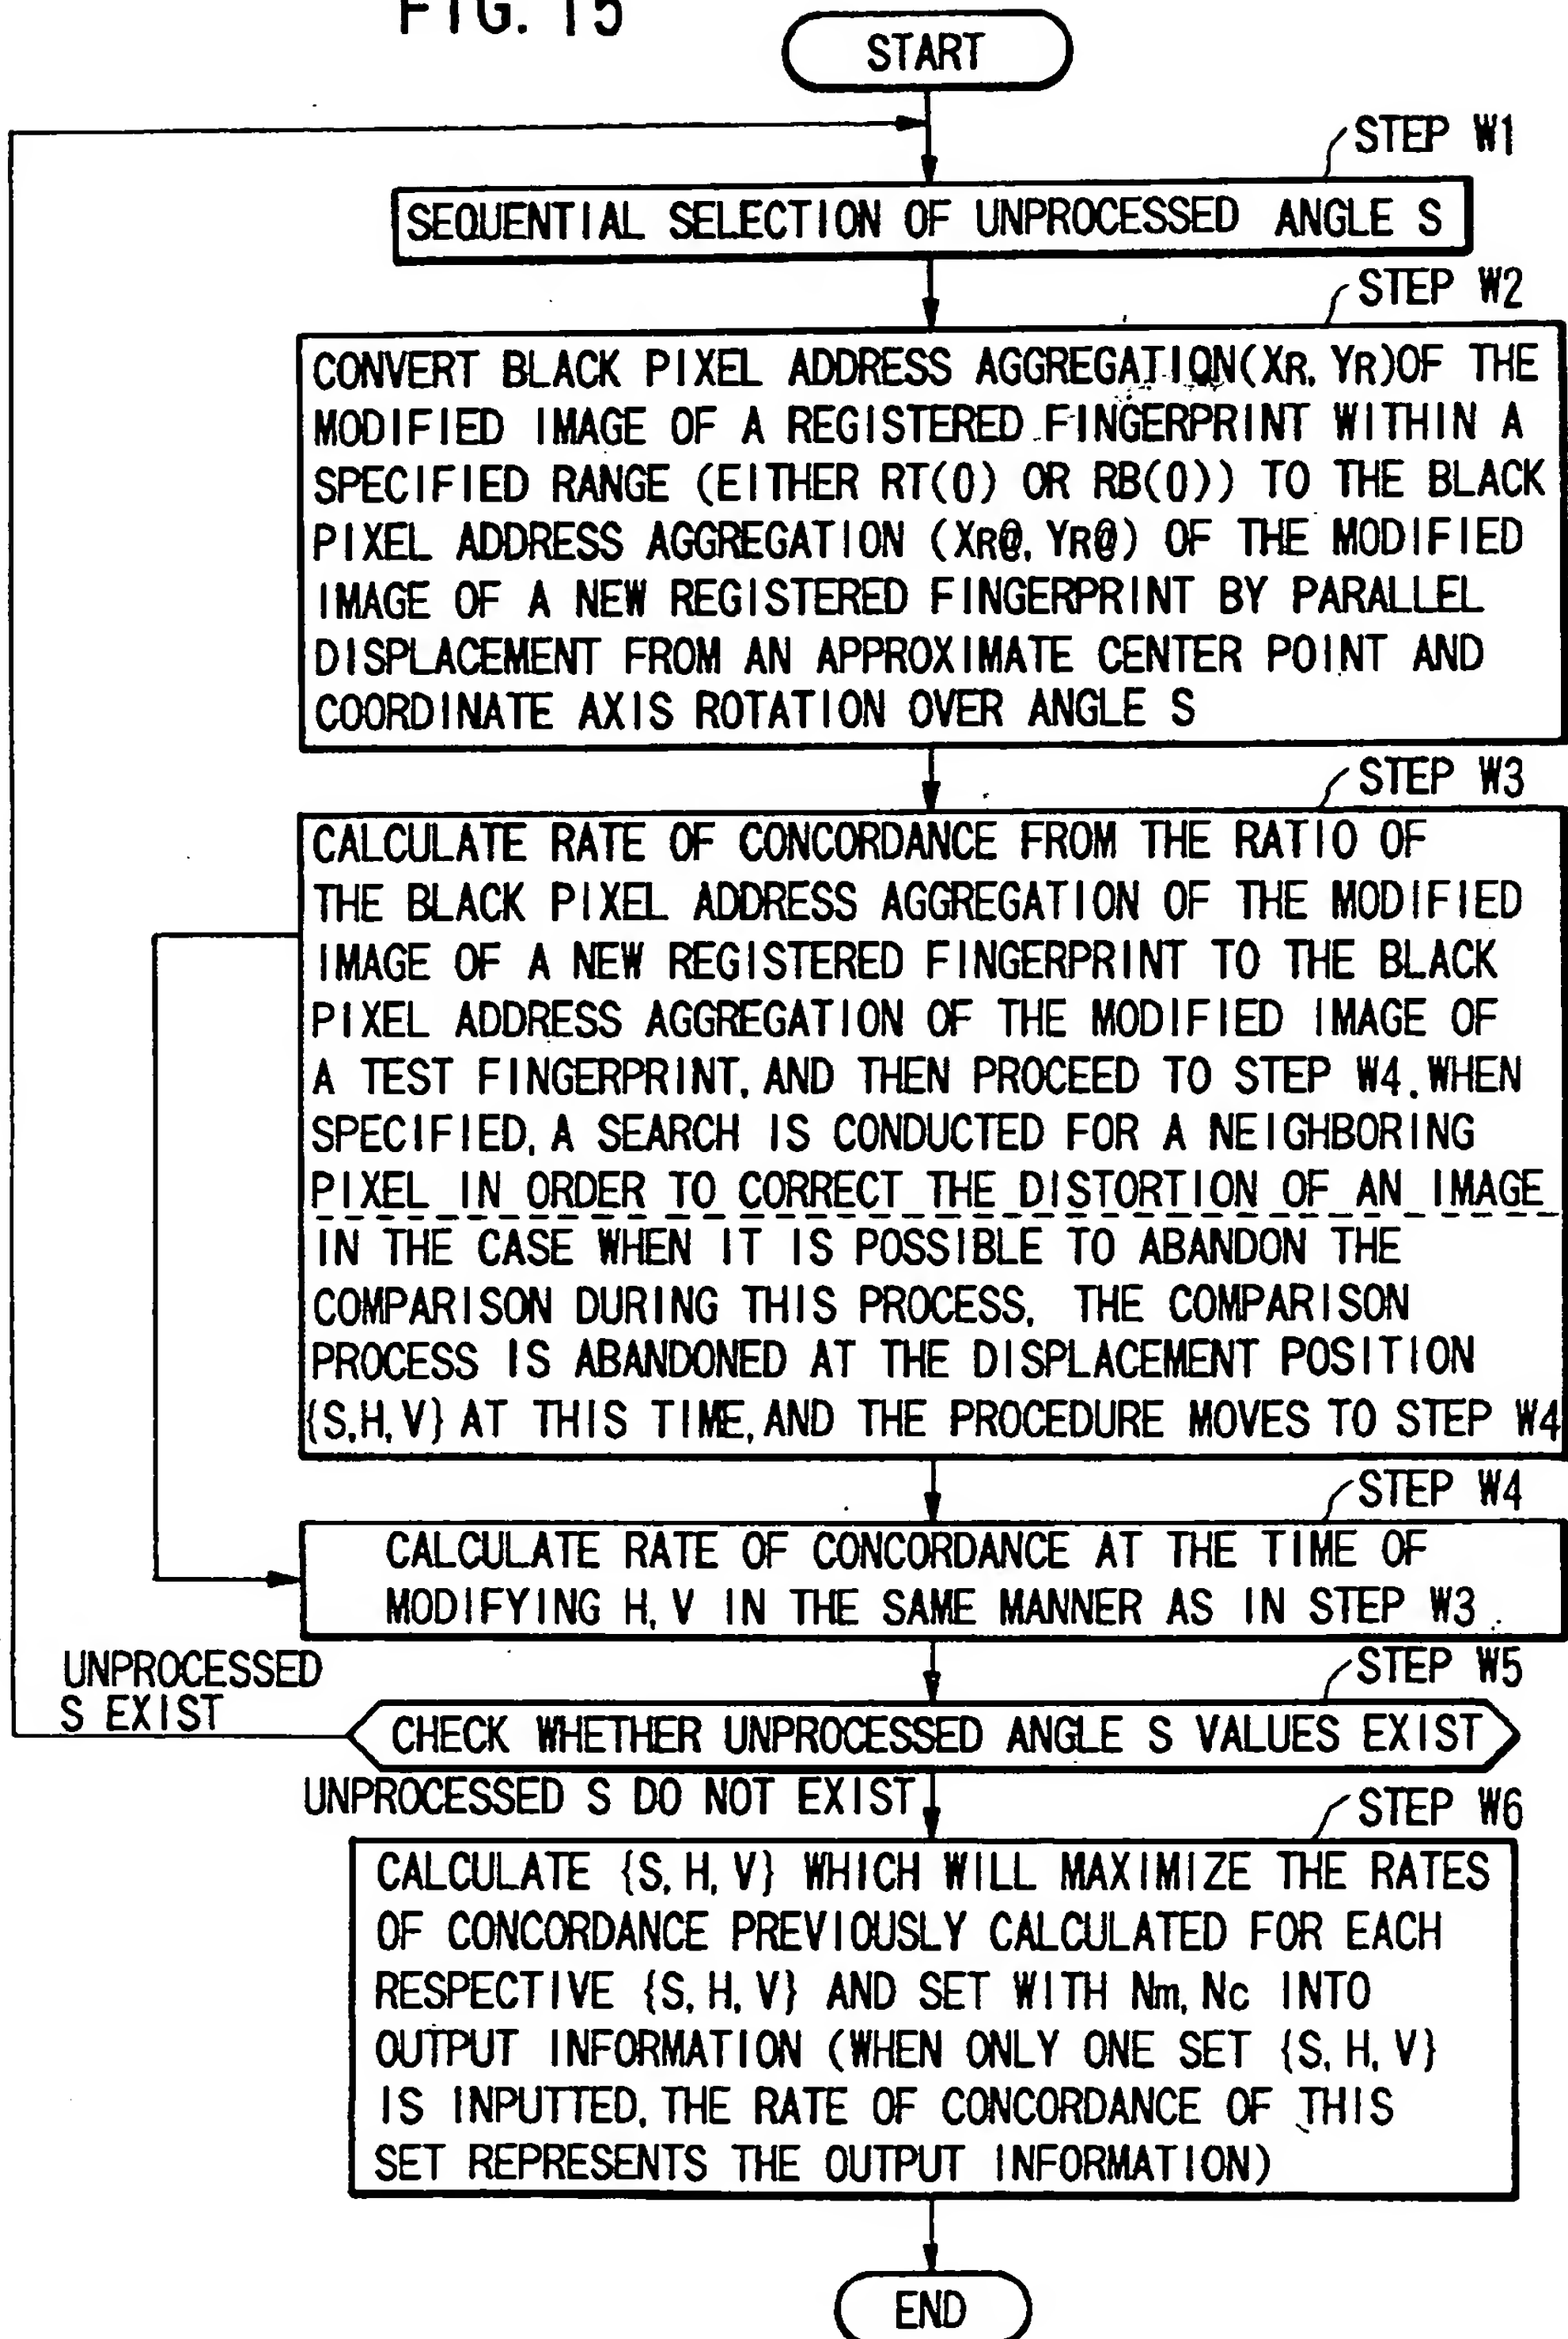 FIG. 15
START
STEP W1
SEQUENTIAL SELECTION OF UNPROCESSED ANGLE S
STEP W2
CONVERT BLACK PIXEL ADDRESS AGGREGATION(XR, YR)OF THE
MODIFIED IMAGE OF A REGISTERED FINGERPRINT WITHIN A
SPECIFIED RANGE (EITHER RT(0) OR RB(0)) TO THE BLACK
PIXEL ADDRESS AGGREGATION (XR@, YR@) OF THE MODIFIED
IMAGE OF A NEW REGISTERED FINGERPRINT BY PARALLEL
DISPLACEMENT FROM AN APPROXIMATE CENTER POINT AND
COORDINATE AXIS ROTATION OVER ANGLE S
STEP W3
CALCULATE RATE OF CONCORDANCE FROM THE RATIO OF
THE BLACK PIXEL ADDRESS AGGREGATION OF THE MODIFIED
IMAGE OF A NEW REGISTERED FINGERPRINT TO THE BLACK
PIXEL ADDRESS AGGREGATION OF THE MODIFIED IMAGE OF
A TEST FINGERPRINT, AND THEN PROCEED TO STEP W4. WHEN
SPECIFIED, A SEARCH IS CONDUCTED FOR A NEIGHBORING
PIXEL IN ORDER TO CORRECT THE DISTORTION OF AN IMAGE
IN THE CASE WHEN IT IS POSSIBLE TO ABANDON THE
COMPARISON DURING THIS PROCESS, THE COMPARISON
PROCESS IS ABANDONED AT THE DISPLACEMENT POSITION
{S, H, V} AT THIS TIME, AND THE PROCEDURE MOVES TO STEP W4
STEP W4
CALCULATE RATE OF CONCORDANCE AT THE TIME OF
MODIFYING H, V IN THE SAME MANNER AS IN STEP W3.
UNPROCESSED
S EXIST
STEP W5
CHECK WHETHER UNPROCESSED ANGLE S VALUES EXIST
UNPROCESSED S DO NOT EXIST
STEP W6
CALCULATE {S, H, V} WHICH WILL MAXIMIZE THE RATES
OF CONCORDANCE PREVIOUSLY CALCULATED FOR EACH
RESPECTIVE {S, H, V} AND SET WITH Nm, Nc INTO
OUTPUT INFORMATION (WHEN ONLY ONE SET {S, H, V}
IS INPUTTED, THE RATE OF CONCORDANCE OF THIS
SET REPRESENTS THE OUTPUT INFORMATION)
END